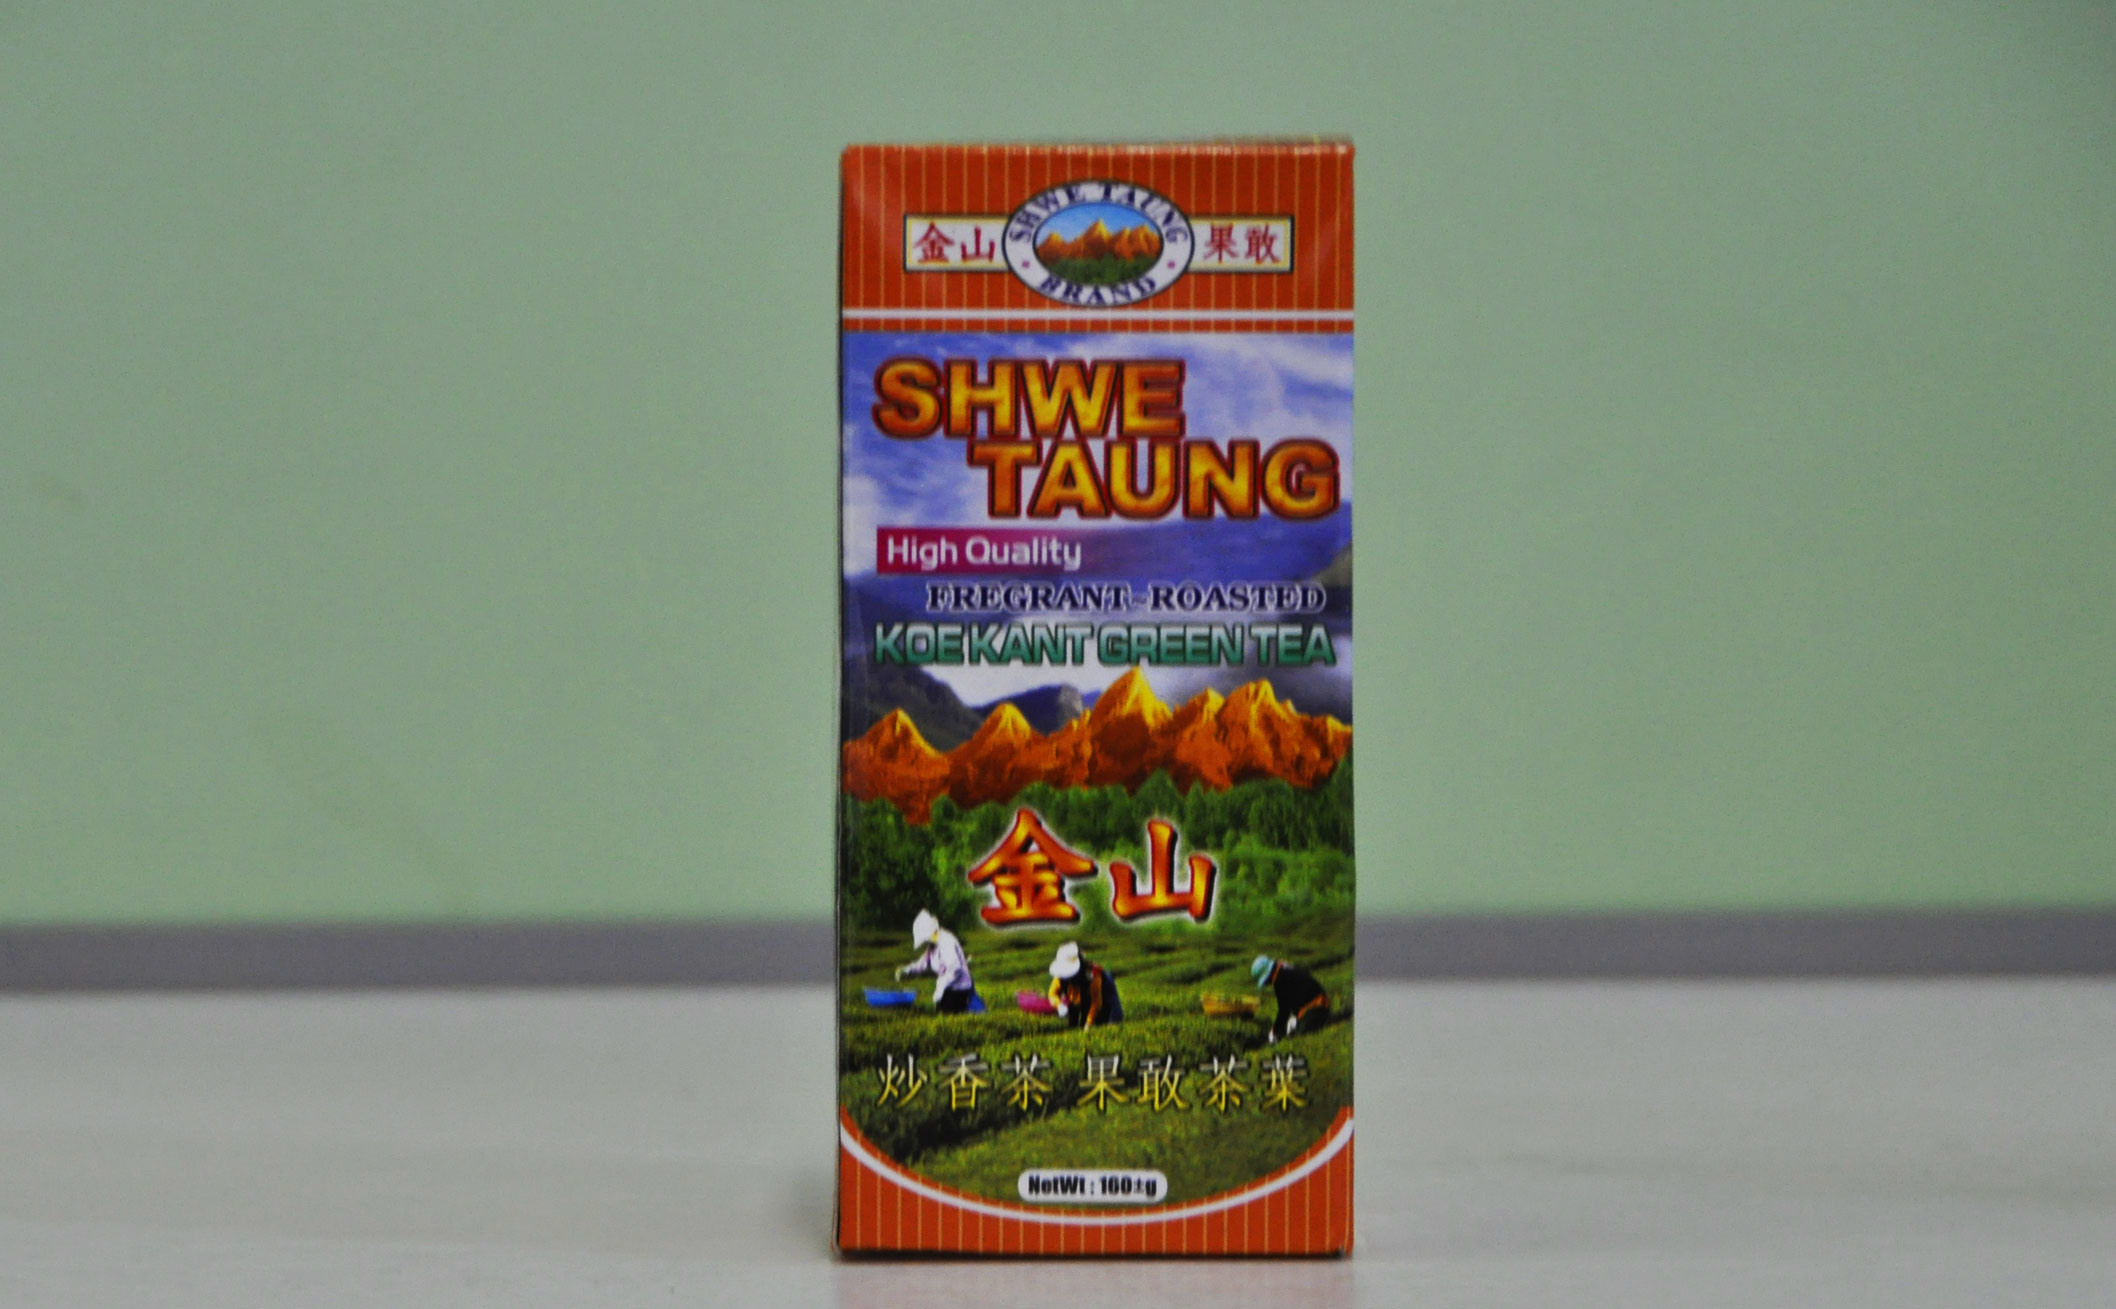 金山
SHWE TAUNG
BRAND
果敢
SHWE
TAUNG
High Quality
FREGRANT-ROASTED
KOE KANT GREEN TEA
金山
炒香茶 果敢茶葉
NetWt : 160±g